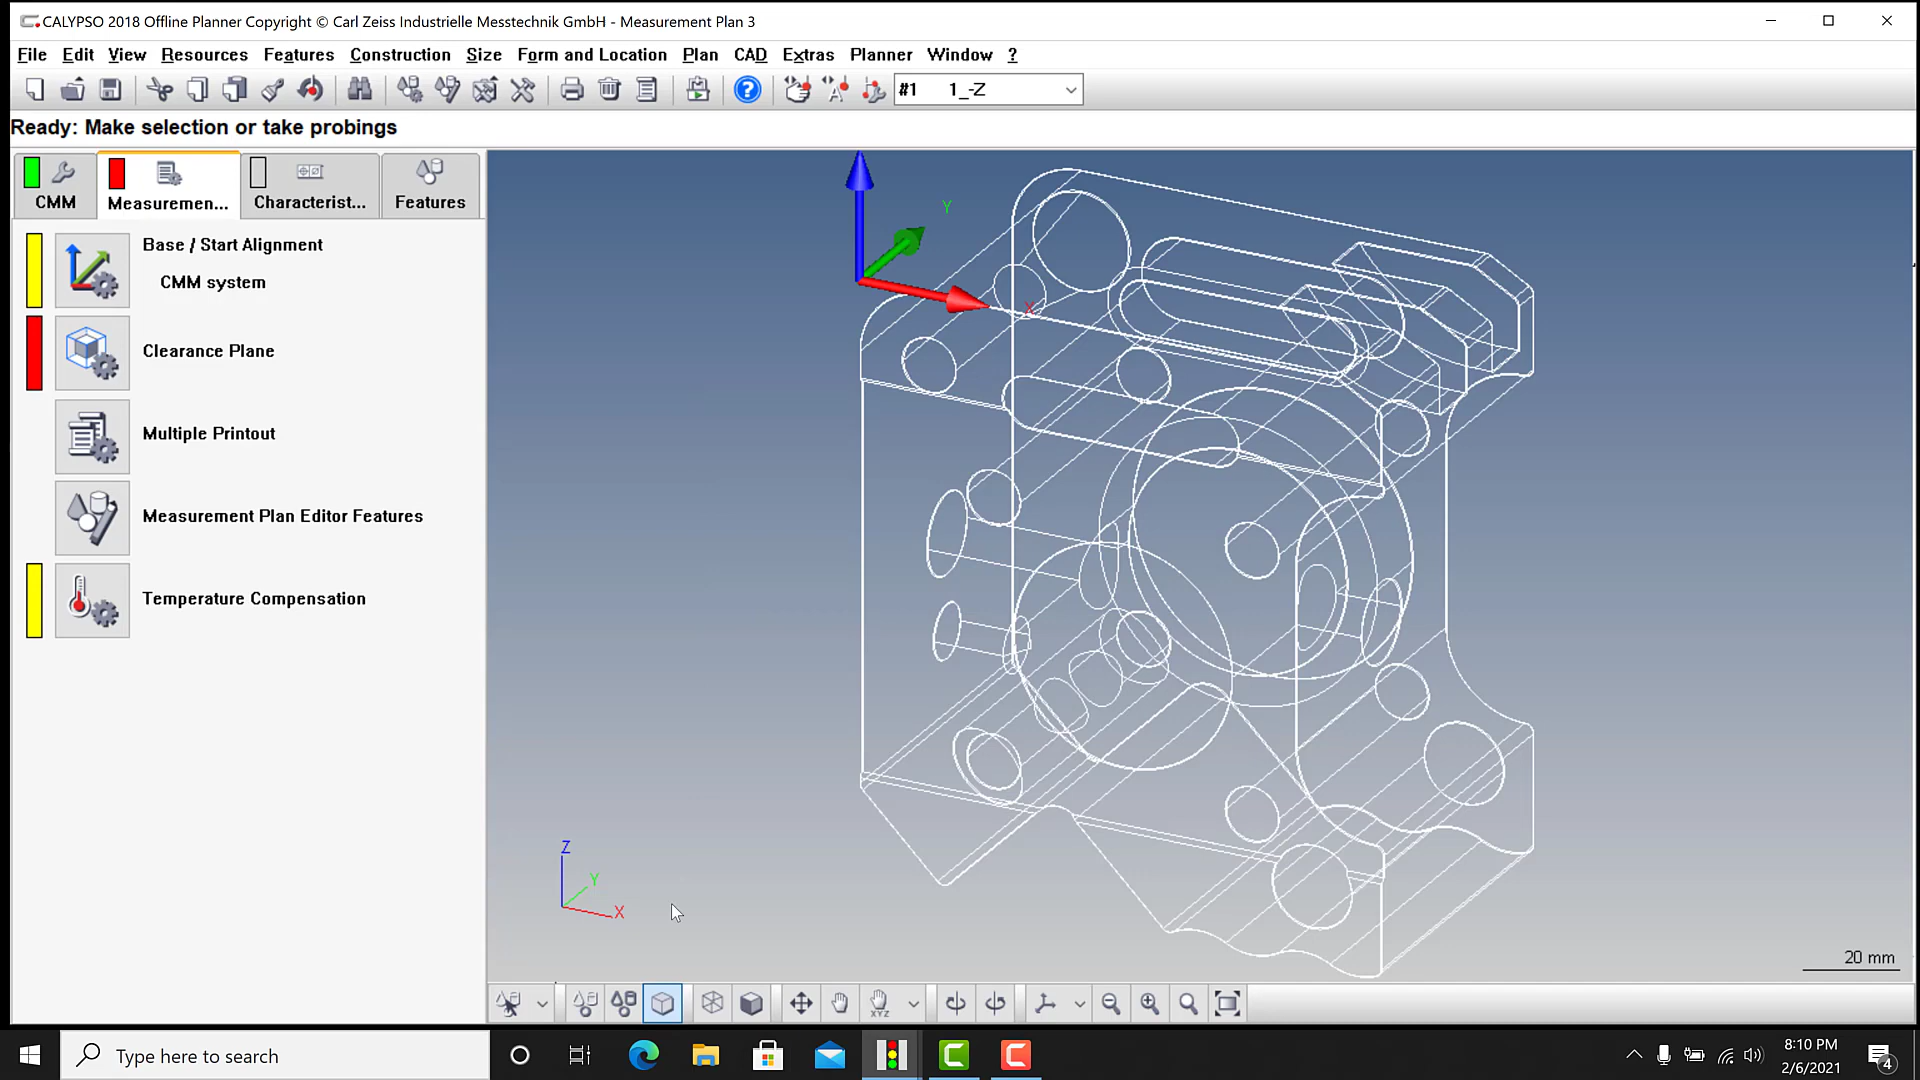 CALYPSO 2018 Offline Planner Copyright © Carl Zeiss Industrielle Messtechnik GmbH - Measurement Plan 3
File Edit View Resources Features Construction Size Form and Location Plan CAD Extras Planner Window ?
#1 1_-Z
Ready: Make selection or take probings
CMM Measuremen... Characterist... Features
Base / Start Alignment
CMM system
Clearance Plane
Multiple Printout
Measurement Plan Editor Features
Temperature Compensation
Y
X
Z
Y
X
20 mm
XYZ
Type here to search
8:10 PM
2/6/2021
4